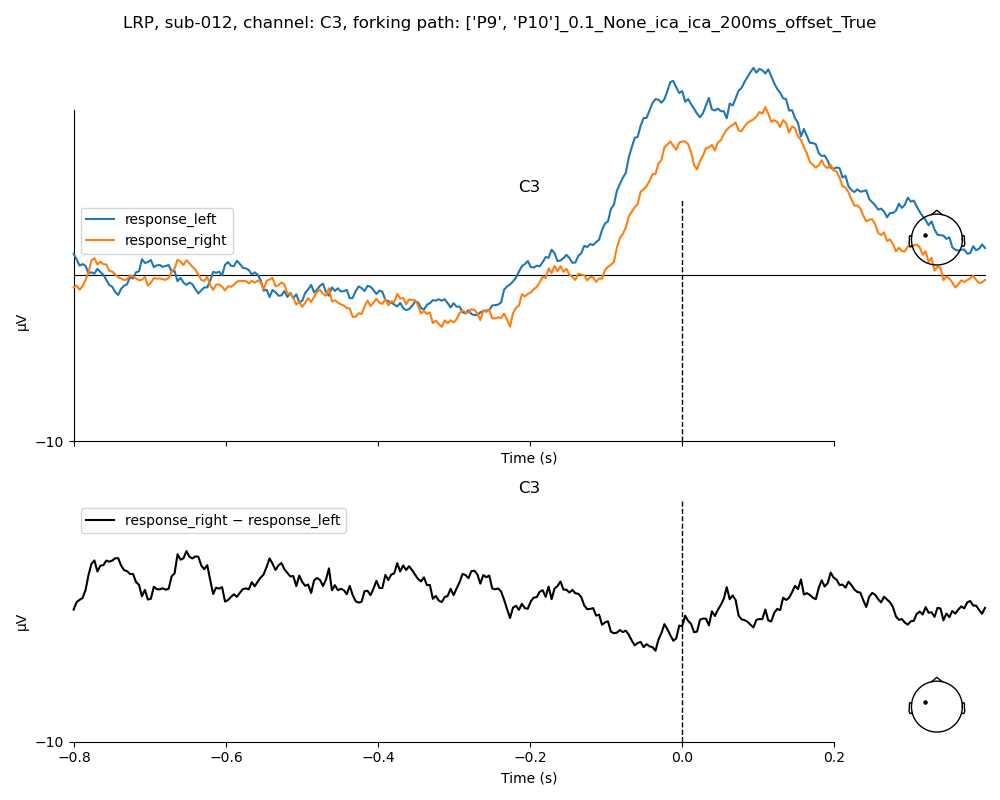 LRP, sub-012, channel: C3, forking path: ['P9', 'P10']_0.1_None_ica_ica_200ms_offset_True
C3
response_left
response_right
µV
−10
Time (s)
C3
response_right − response_left
µV
−10
−0.8
−0.6
−0.4
−0.2
0.0
0.2
Time (s)